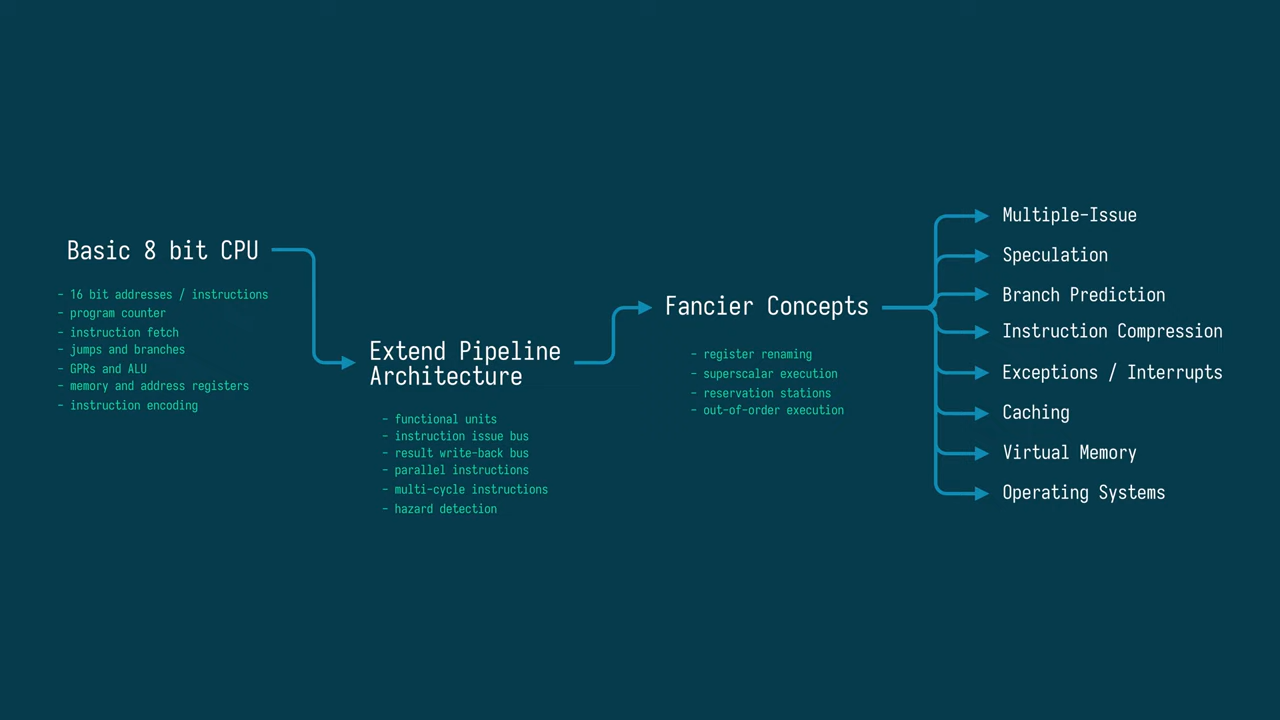 Basic 8 bit CPU
- 16 bit addresses / instructions
- program counter
- instruction fetch
- jumps and branches
- GPRs and ALU
- memory and address registers
- instruction encoding
Extend Pipeline
Architecture
- functional units
- instruction issue bus
- result write-back bus
- parallel instructions
- multi-cycle instructions
- hazard detection
Fancier Concepts
- register renaming
- superscalar execution
- reservation stations
- out-of-order execution
Multiple-Issue
Speculation
Branch Prediction
Instruction Compression
Exceptions / Interrupts
Caching
Virtual Memory
Operating Systems